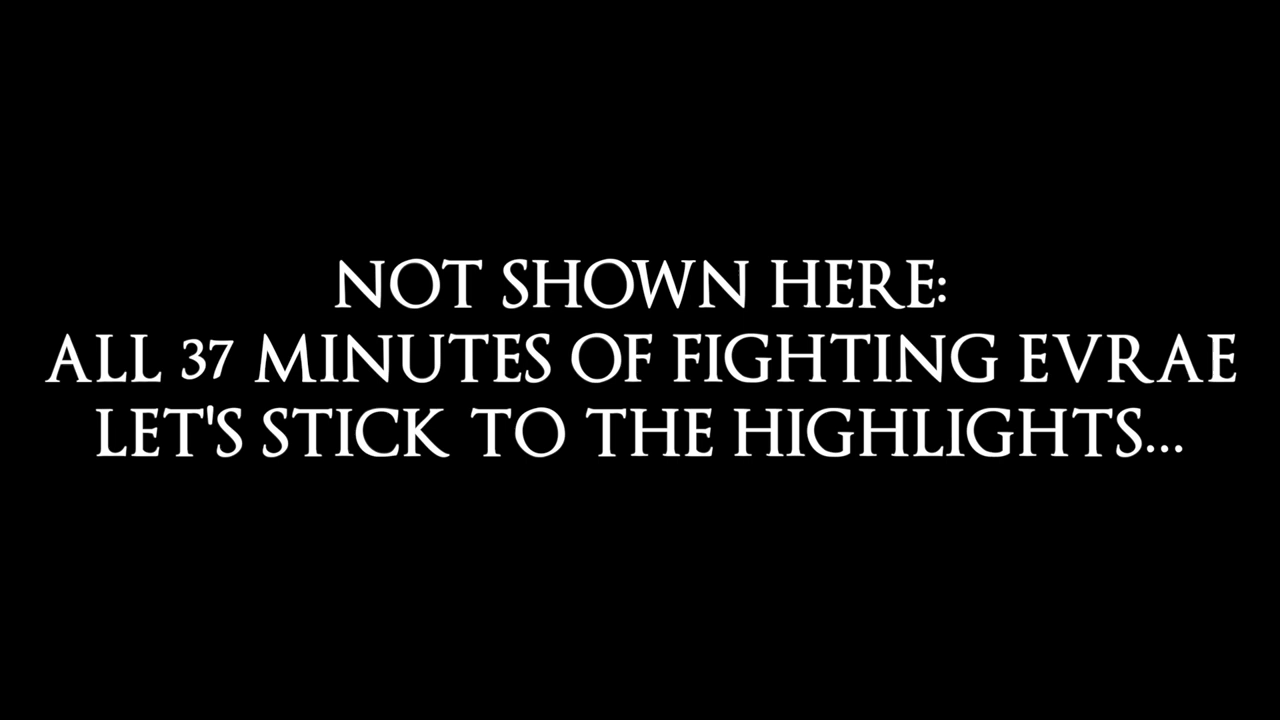 NOT SHOWN HERE:
ALL 37 MINUTES OF FIGHTING EVRAE
LET'S STICK TO THE HIGHLIGHTS...